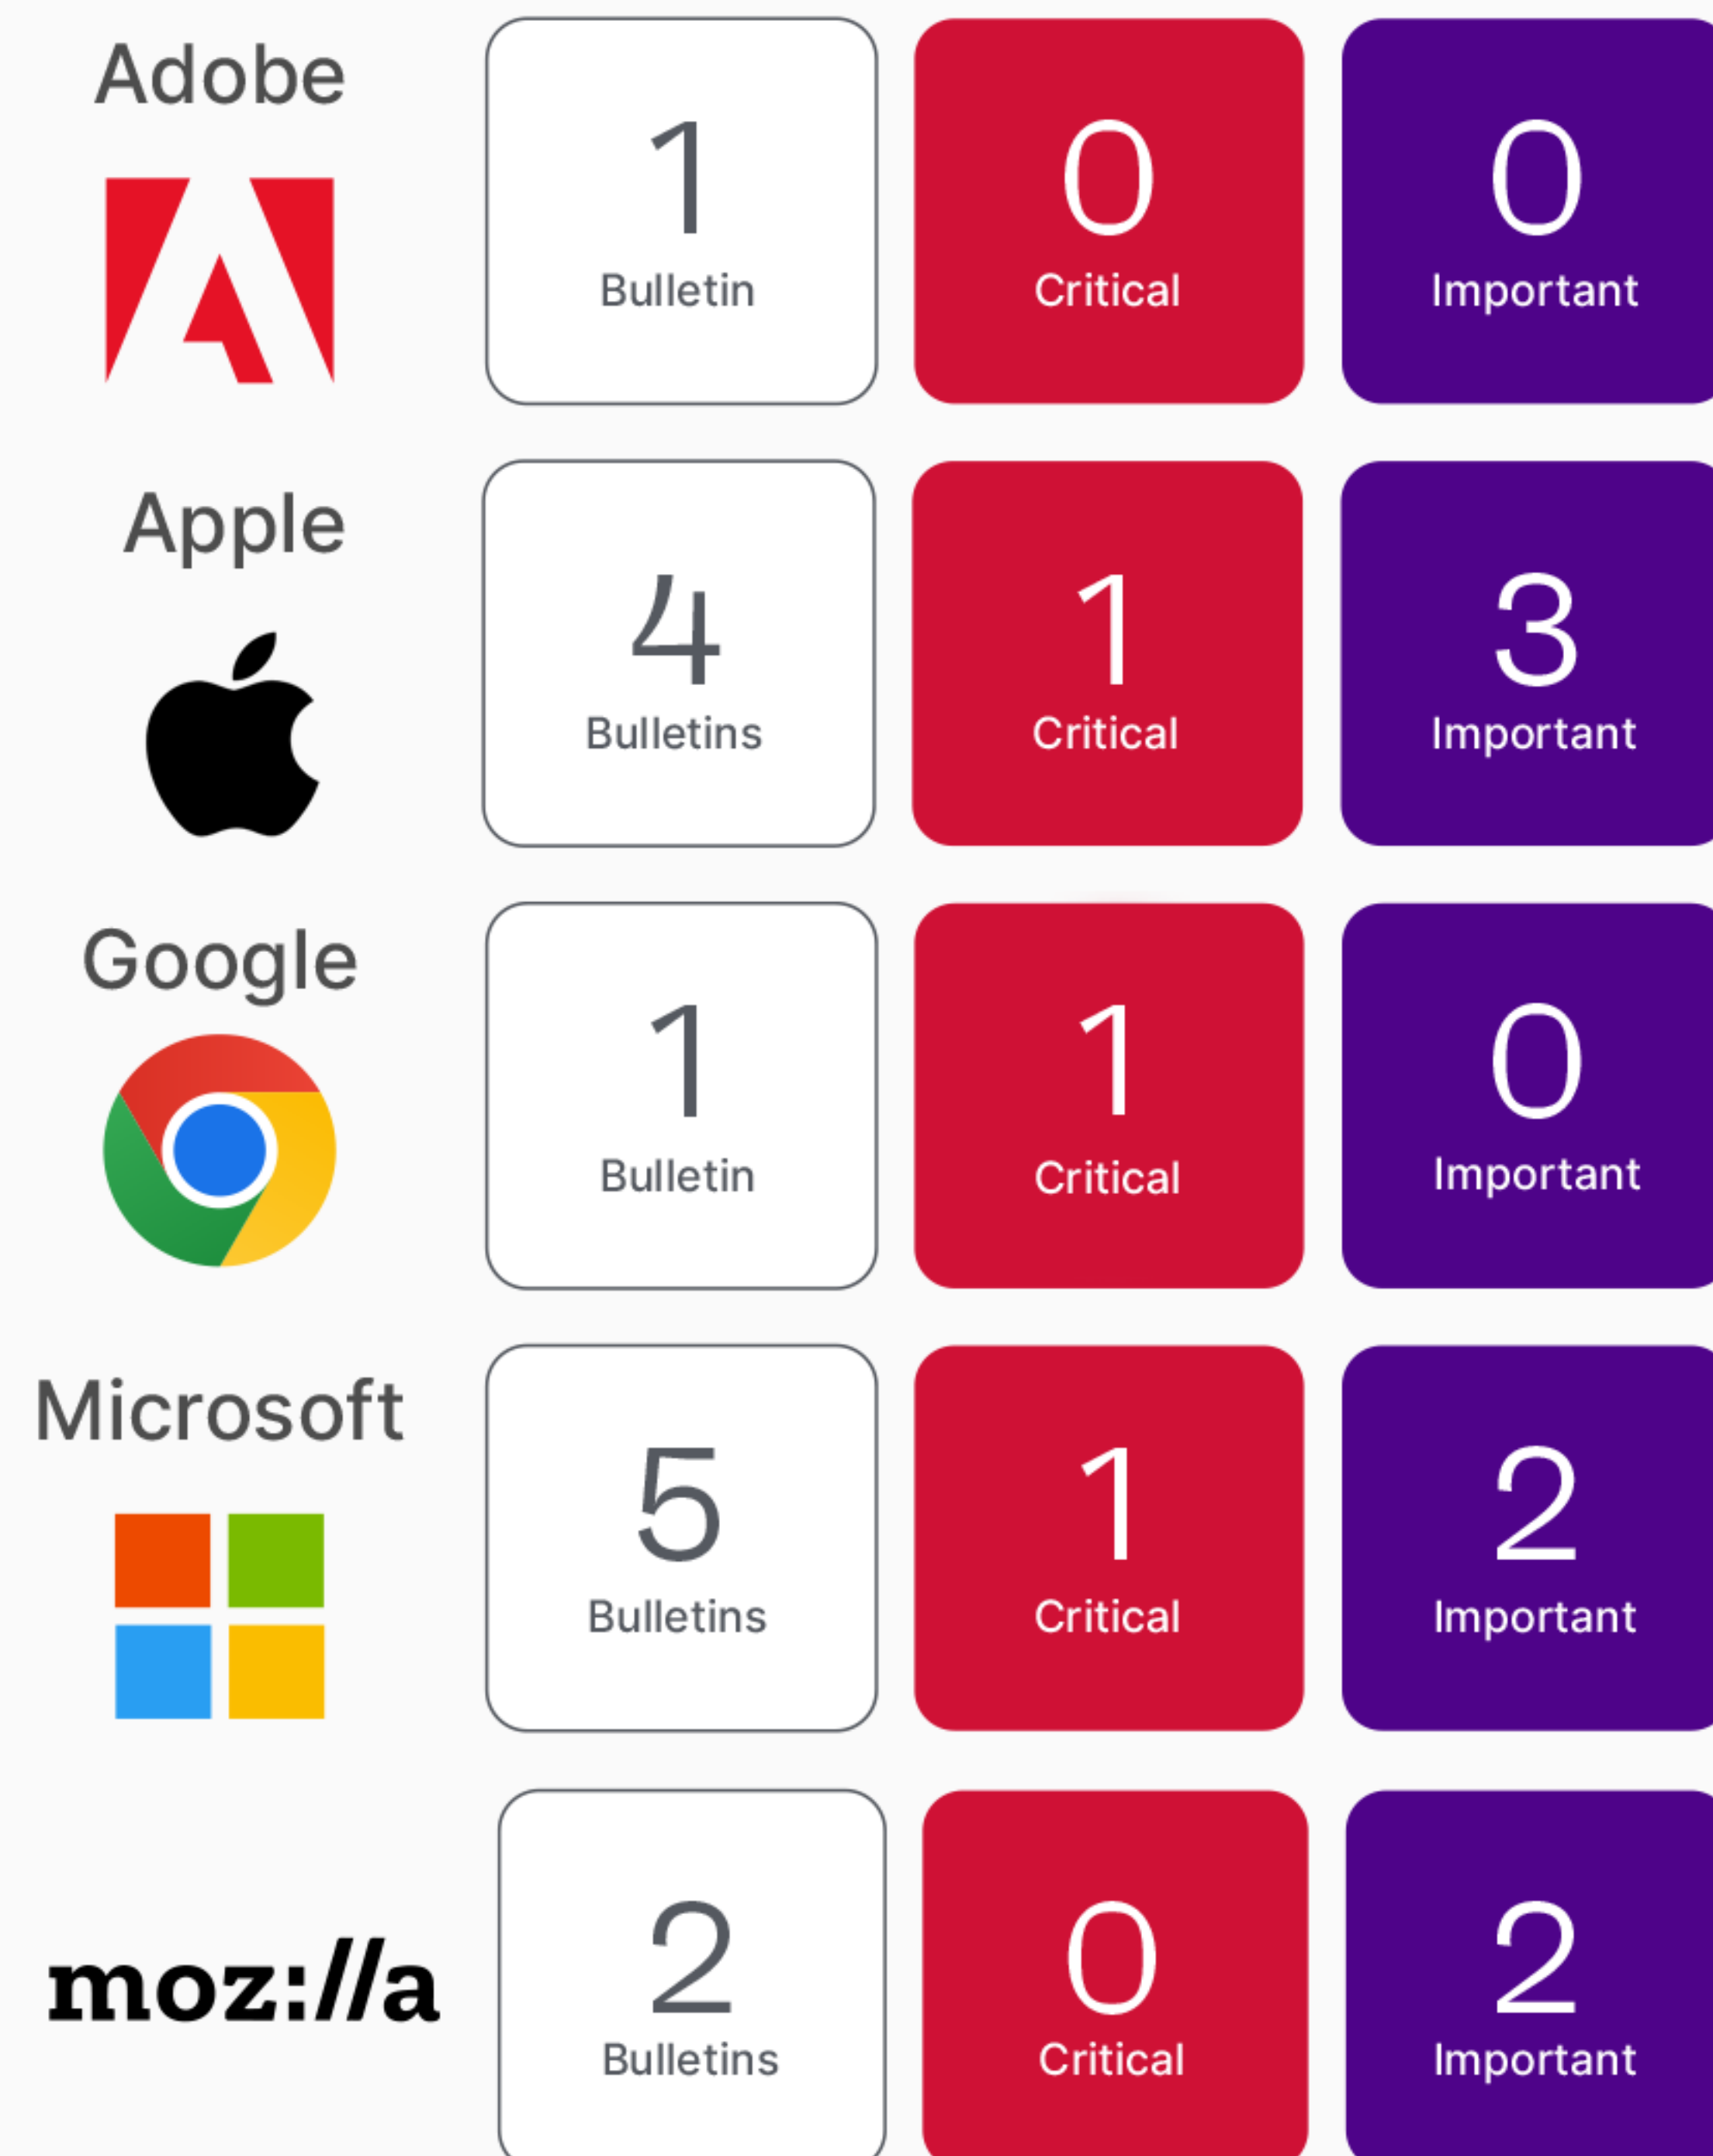 Adobe
1
Bulletin
0
Critical
0
Important
Apple
4
Bulletins
1
Critical
3
Important
Google
1
Bulletin
1
Critical
0
Important
Microsoft
5
Bulletins
1
Critical
2
Important
moz://a
2
Bulletins
0
Critical
2
Important